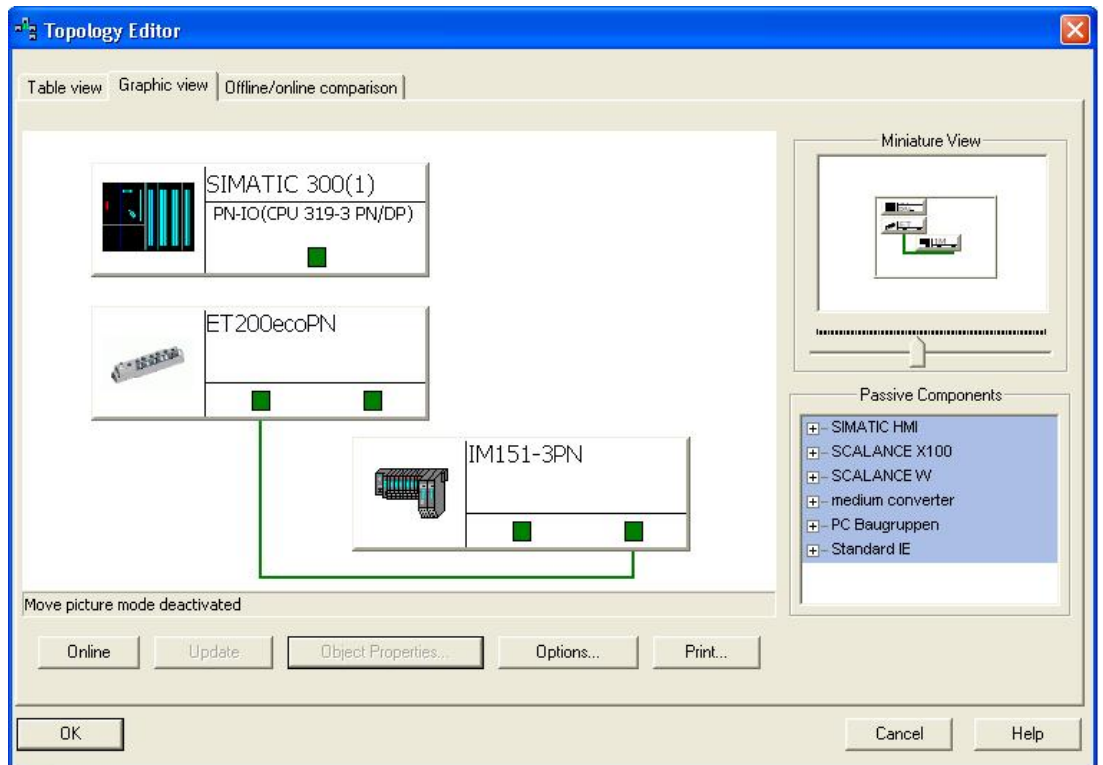 Topology Editor
Table view
Graphic view
Offline/online comparison
SIMATIC 300(1)
PN-IO(CPU 319-3 PN/DP)
ET200ecoPN
IM151-3PN
Move picture mode deactivated
Miniature View
Passive Components
SIMATIC HMI
SCALANCE X100
SCALANCE W
medium converter
PC Baugruppen
Standard IE
Online
Update
Object Properties...
Options...
Print...
OK
Cancel
Help